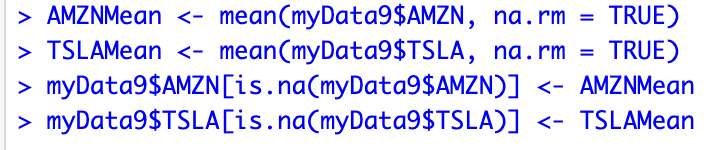 > AMZNMean <- mean(myData9$AMZN, na.rm = TRUE)
> TSLAMean <- mean(myData9$TSLA, na.rm = TRUE)
> myData9$AMZN[is.na(myData9$AMZN)] <- AMZNMean
> myData9$TSLA[is.na(myData9$TSLA)] <- TSLAMean